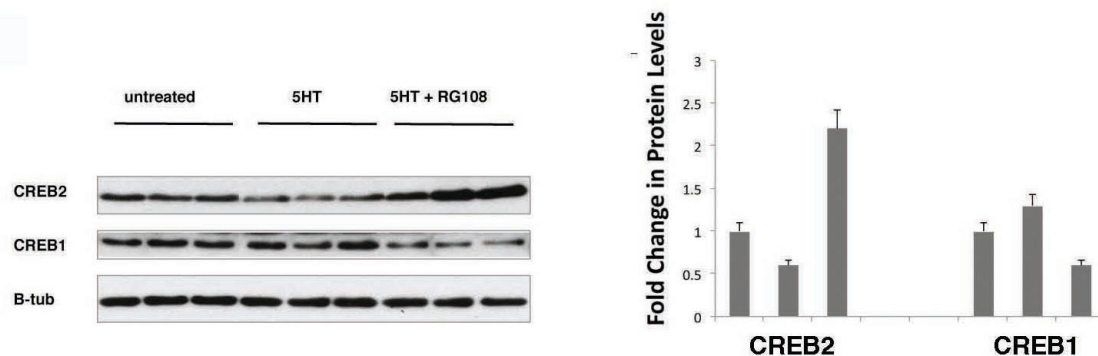 untreated 5HT 5HT + RG108
CREB2
CREB1
B-tub
Fold Change in Protein Levels
3
2.5
2
1.5
1
0.5
0
CREB2 CREB1